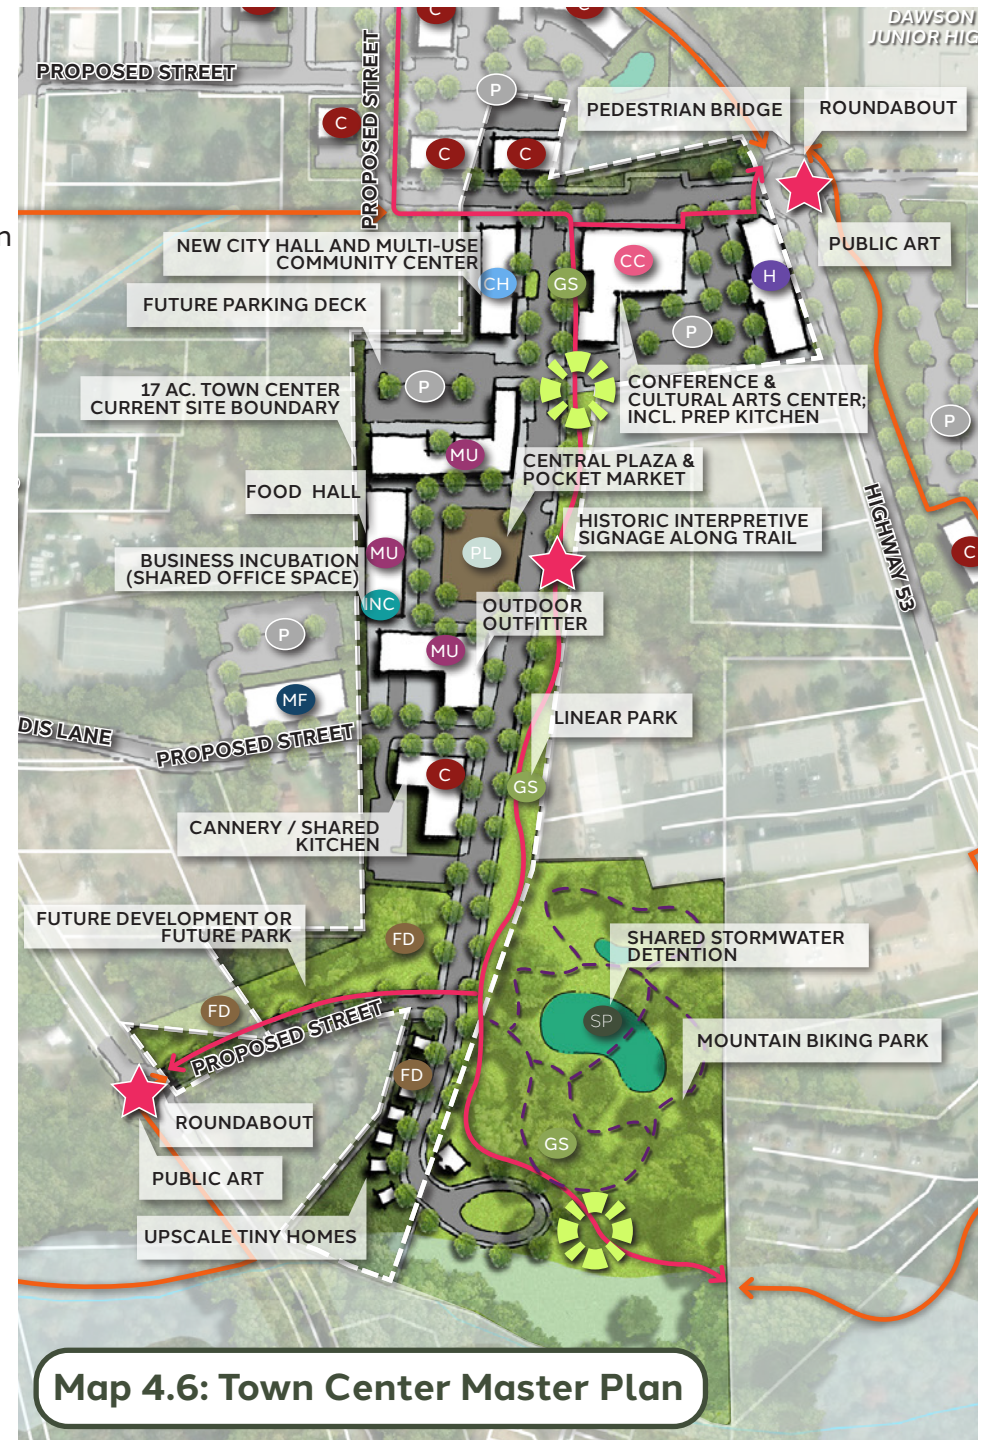 DAWSON
JUNIOR HIG
C
C
C
PROPOSED STREET
PROPOSED STREET
P
PEDESTRIAN BRIDGE
ROUNDABOUT
C
C
C
n
NEW CITY HALL AND MULTI-USE
COMMUNITY CENTER
PUBLIC ART
CC
H
CH
GS
FUTURE PARKING DECK
P
17 AC. TOWN CENTER
CURRENT SITE BOUNDARY
P
CONFERENCE &
CULTURAL ARTS CENTER;
INCL. PREP KITCHEN
P
MU
CENTRAL PLAZA &
POCKET MARKET
FOOD HALL
HIGHWAY 53
HISTORIC INTERPRETIVE
SIGNAGE ALONG TRAIL
MU
PL
C
BUSINESS INCUBATION
(SHARED OFFICE SPACE)
INC
OUTDOOR
OUTFITTER
P
MU
MF
LINEAR PARK
DIS LANE
PROPOSED STREET
C
GS
CANNERY / SHARED
KITCHEN
FUTURE DEVELOPMENT OR
FUTURE PARK
FD
SHARED STORMWATER
DETENTION
FD
SP
PROPOSED STREET
MOUNTAIN BIKING PARK
FD
ROUNDABOUT
GS
PUBLIC ART
UPSCALE TINY HOMES
Map 4.6: Town Center Master Plan